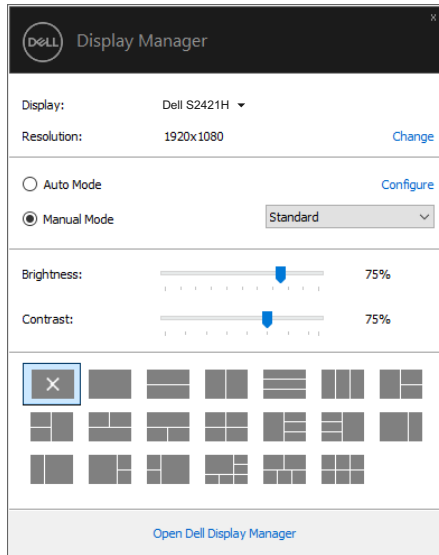 DELL Display Manager
Display: Dell S2421H
Resolution: 1920x1080 Change
Auto Mode Configure
Manual Mode Standard
Brightness: 75%
Contrast: 75%
Open Dell Display Manager